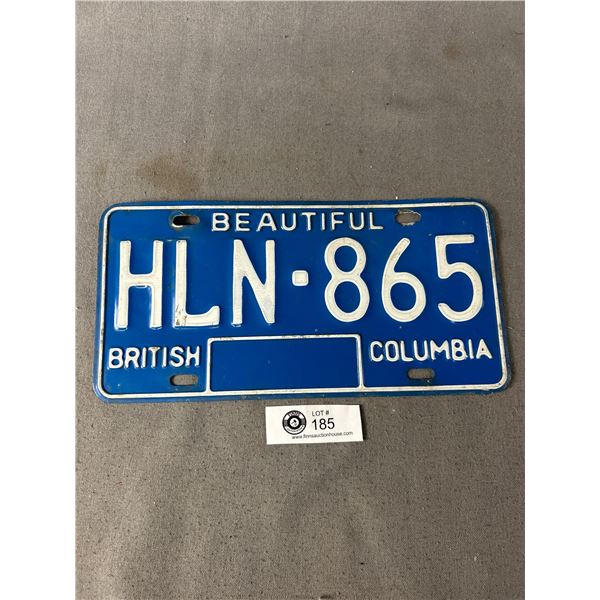 BEAUTIFUL
HLN·865
BRITISH COLUMBIA
LOT #
185
www.finnsauctionhouse.com